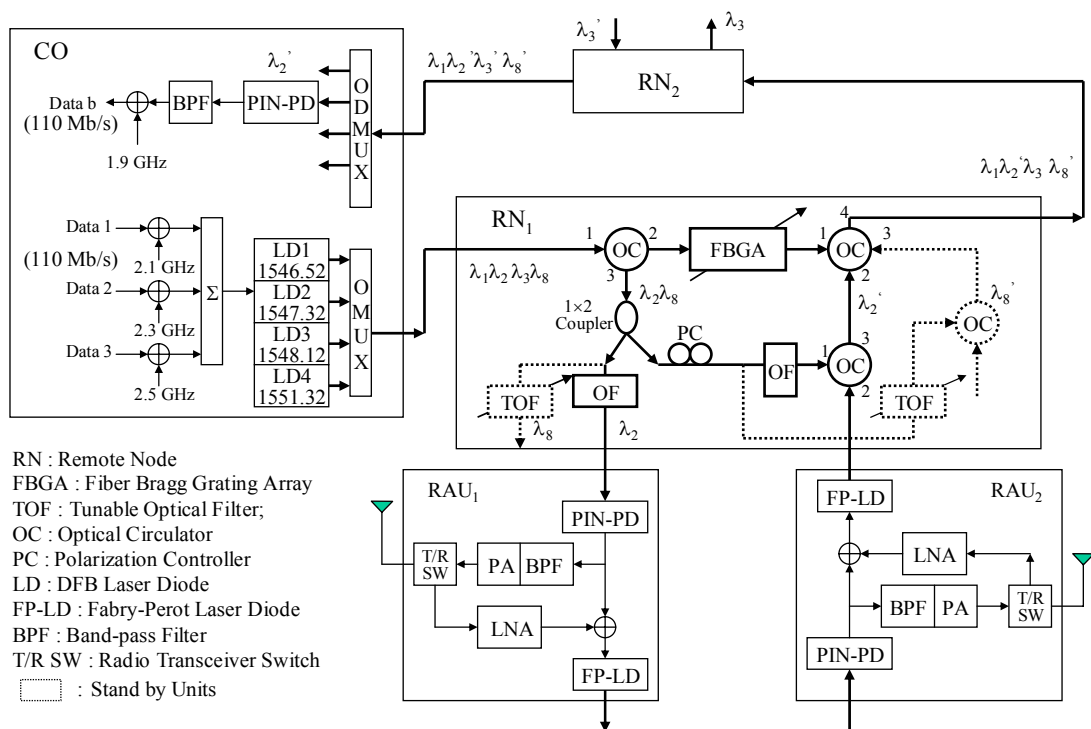 CO
λ2'
ODMUX
PIN-PD
BPF
Data b
(110 Mb/s)
1.9 GHz
λ1λ2'λ3'λ8'
λ3'
λ3
RN2
λ1λ2'λ3 λ8'
Data 1
(110 Mb/s)
2.1 GHz
Data 2
2.3 GHz
Data 3
2.5 GHz
Σ
LD1
1546.52
LD2
1547.32
LD3
1548.12
LD4
1551.32
OMUX
λ1λ2 λ3λ8
RN1
1
OC
2
3
FBGA
1
OC
4
3
2
λ2λ8
1×2
Coupler
PC
λ2'
λ8'
OC
TOF
λ8
OF
λ2
OF
1
OC
3
2
TOF
RN : Remote Node
FBGA : Fiber Bragg Grating Array
TOF : Tunable Optical Filter;
OC : Optical Circulator
PC : Polarization Controller
LD : DFB Laser Diode
FP-LD : Fabry-Perot Laser Diode
BPF : Band-pass Filter
T/R SW : Radio Transceiver Switch
: Stand by Units
RAU1
PIN-PD
T/R
SW
PA
BPF
LNA
FP-LD
RAU2
FP-LD
LNA
BPF
PA
T/R
SW
PIN-PD